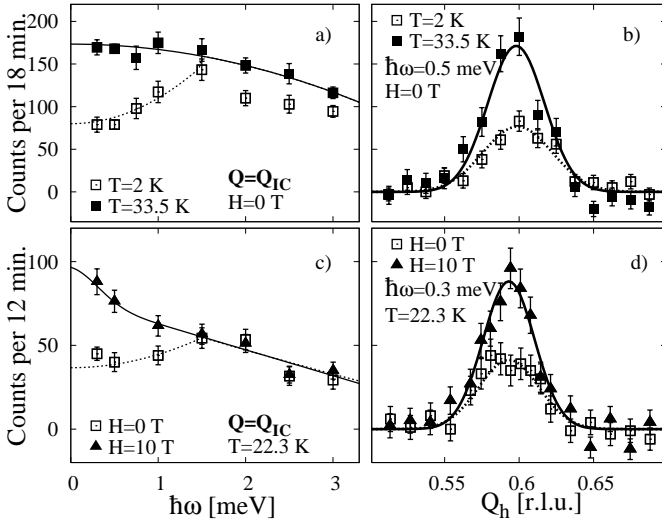 Counts per 18 min.
200
150
100
50
0
a)
T=2 K
T=33.5 K
Q=Q_IC
H=0 T
b)
T=2 K
T=33.5 K
ħω=0.5 meV
H=0 T
Counts per 12 min.
100
50
0
c)
H=0 T
H=10 T
Q=Q_IC
T=22.3 K
d)
H=0 T
H=10 T
ħω=0.3 meV
T=22.3 K
0 1 2 3
ħω [meV]
0.55 0.6 0.65
Q_h [r.l.u.]